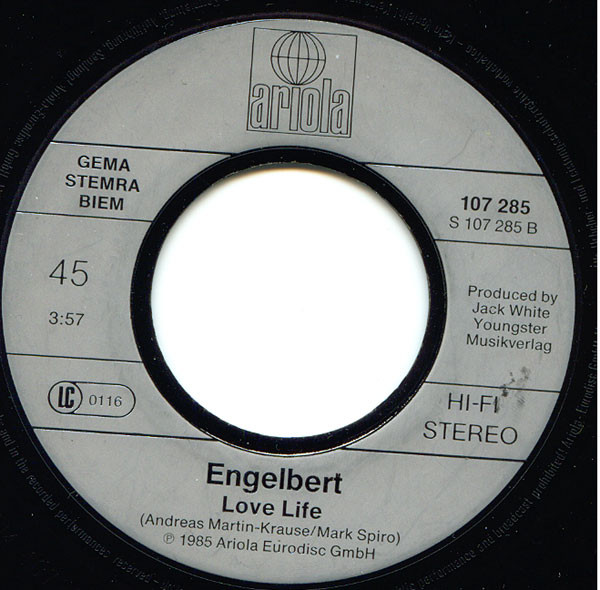 ariola
GEMA
STEMRA
BIEM
107 285
S 107 285 B
45
3:57
Produced by
Jack White
Youngster
Musikverlag
LC 0116
HI-FI
STEREO
Engelbert
Love Life
(Andreas Martin-Krause/Mark Spiro)
℗ 1985 Ariola Eurodisc GmbH